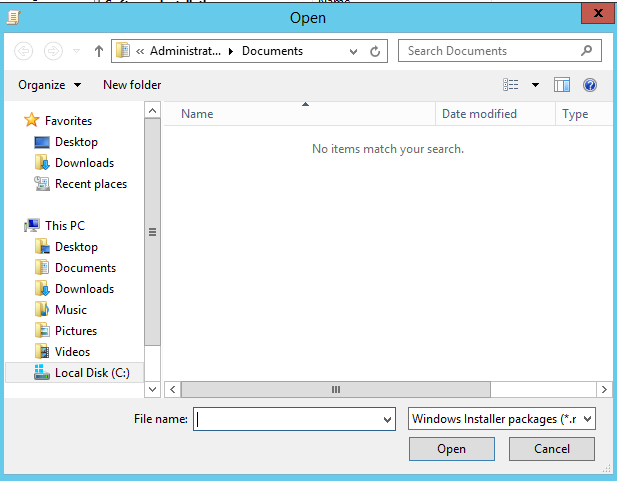 Open
x
« Administrat... Documents
Search Documents
Organize
New folder
Favorites
Desktop
Downloads
Recent places
This PC
Desktop
Documents
Downloads
Music
Pictures
Videos
Local Disk (C:)
Name
Date modified
Type
No items match your search.
File name:
Windows Installer packages (*.r
Open
Cancel